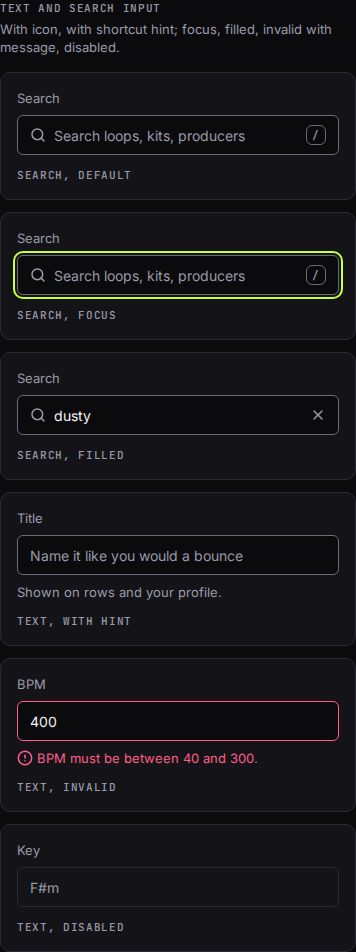 TEXT AND SEARCH INPUT
With icon, with shortcut hint; focus, filled, invalid with
message, disabled.
Search
Search loops, kits, producers
/
SEARCH, DEFAULT
Search
Search loops, kits, producers
/
SEARCH, FOCUS
Search
dusty
SEARCH, FILLED
Title
Name it like you would a bounce
Shown on rows and your profile.
TEXT, WITH HINT
BPM
400
BPM must be between 40 and 300.
TEXT, INVALID
Key
F#m
TEXT, DISABLED